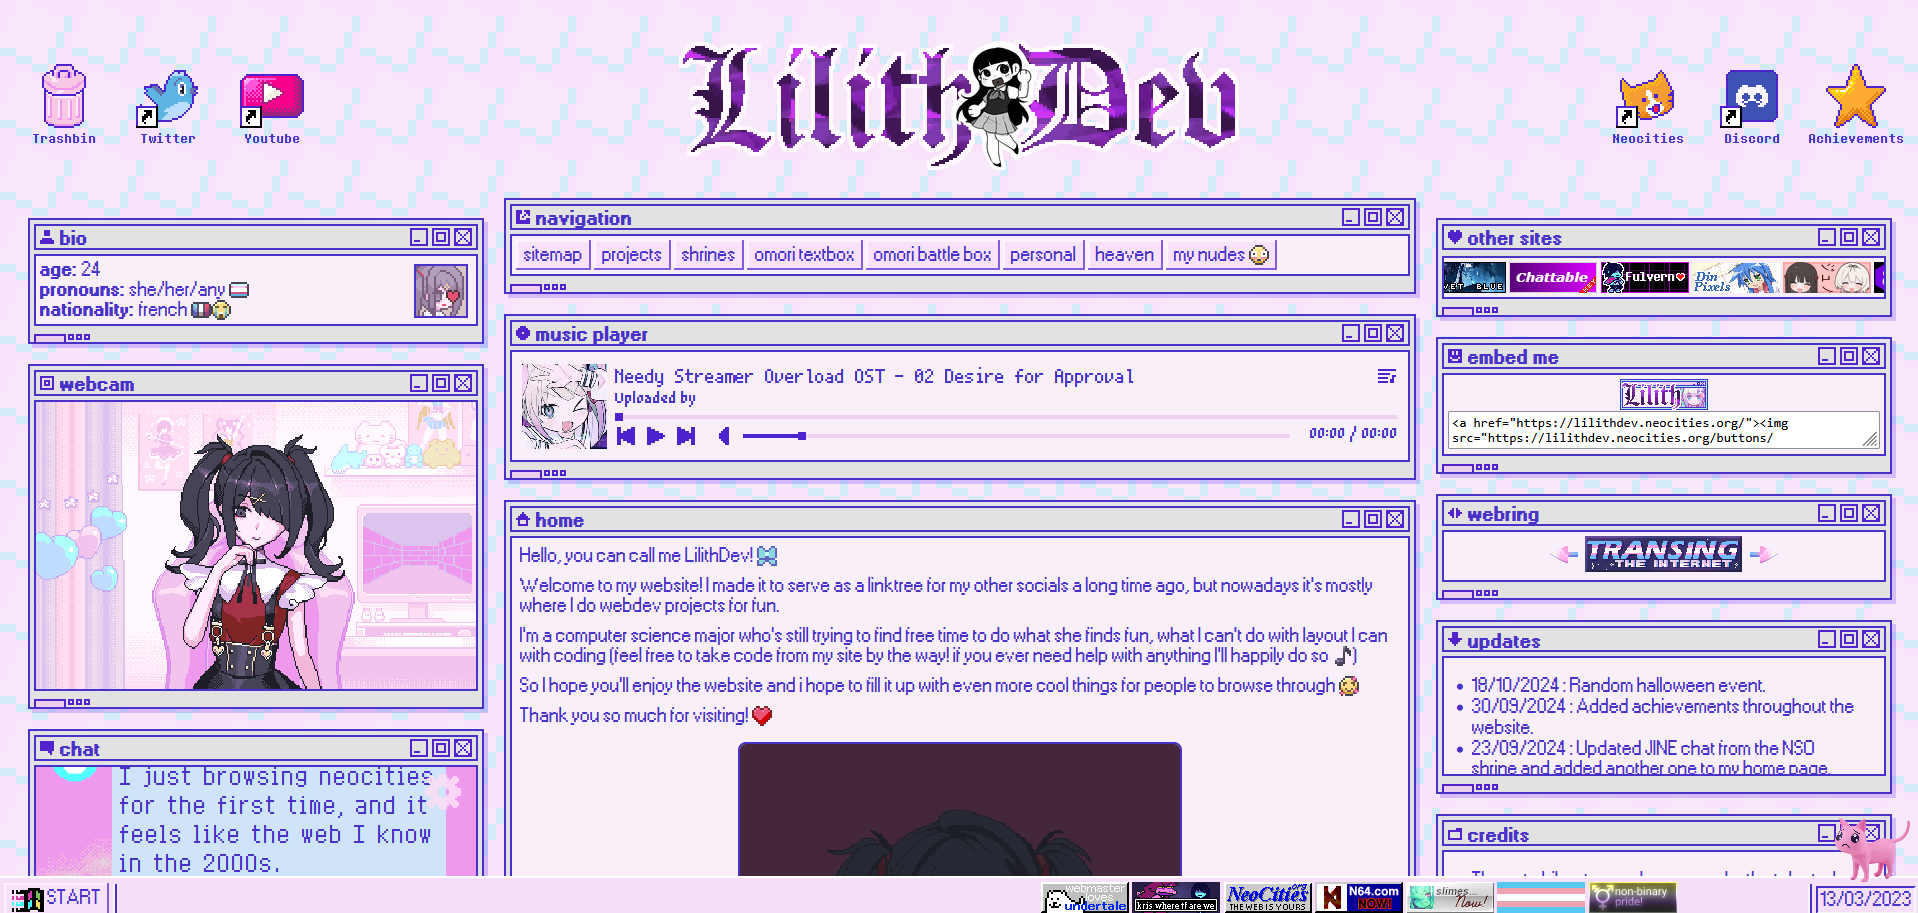 Lilith Dev
Trashbin
Twitter
Youtube
Neocities
Discord
Achievements
bio
age: 24
pronouns: she/her/any
nationality: french
webcam
chat
I just browsing neocities
for the first time, and it
feels like the web I know
in the 2000s.
navigation
sitemap
projects
shrines
omori textbox
omori battle box
personal
heaven
my nudes
music player
Needy Streamer Overload OST - 02 Desire for Approval
Uploaded by
00:00 / 00:00
home
Hello, you can call me LilithDev!
Welcome to my website! I made it to serve as a linktree for my other socials a long time ago, but nowadays it's mostly
where I do webdev projects for fun.
I'm a computer science major who's still trying to find free time to do what she finds fun, what I can't do with layout I can
with coding (feel free to take code from my site by the way! if you ever need help with anything I'll happily do so )
So I hope you'll enjoy the website and i hope to fill it up with even more cool things for people to browse through
Thank you so much for visiting!
other sites
VET BLUE
Chattable
Fulvern
Din
Pixels
embed me
Lilith
<a href="https://lilithdev.neocities.org/"><img
src="https://lilithdev.neocities.org/buttons/
webring
TRANSING
THE INTERNET
updates
18/10/2024 : Random halloween event.
30/09/2024 : Added achievements throughout the
website.
23/09/2024 : Updated JINE chat from the NSO
shrine and added another one to my home page.
credits
START
webmaster
loves
undertale
kris where tf are we
NeoCities.org
THE WEB IS YOURS
N64.com
NOW!
slimes...
Now!
non-binary
pride!
13/03/2023